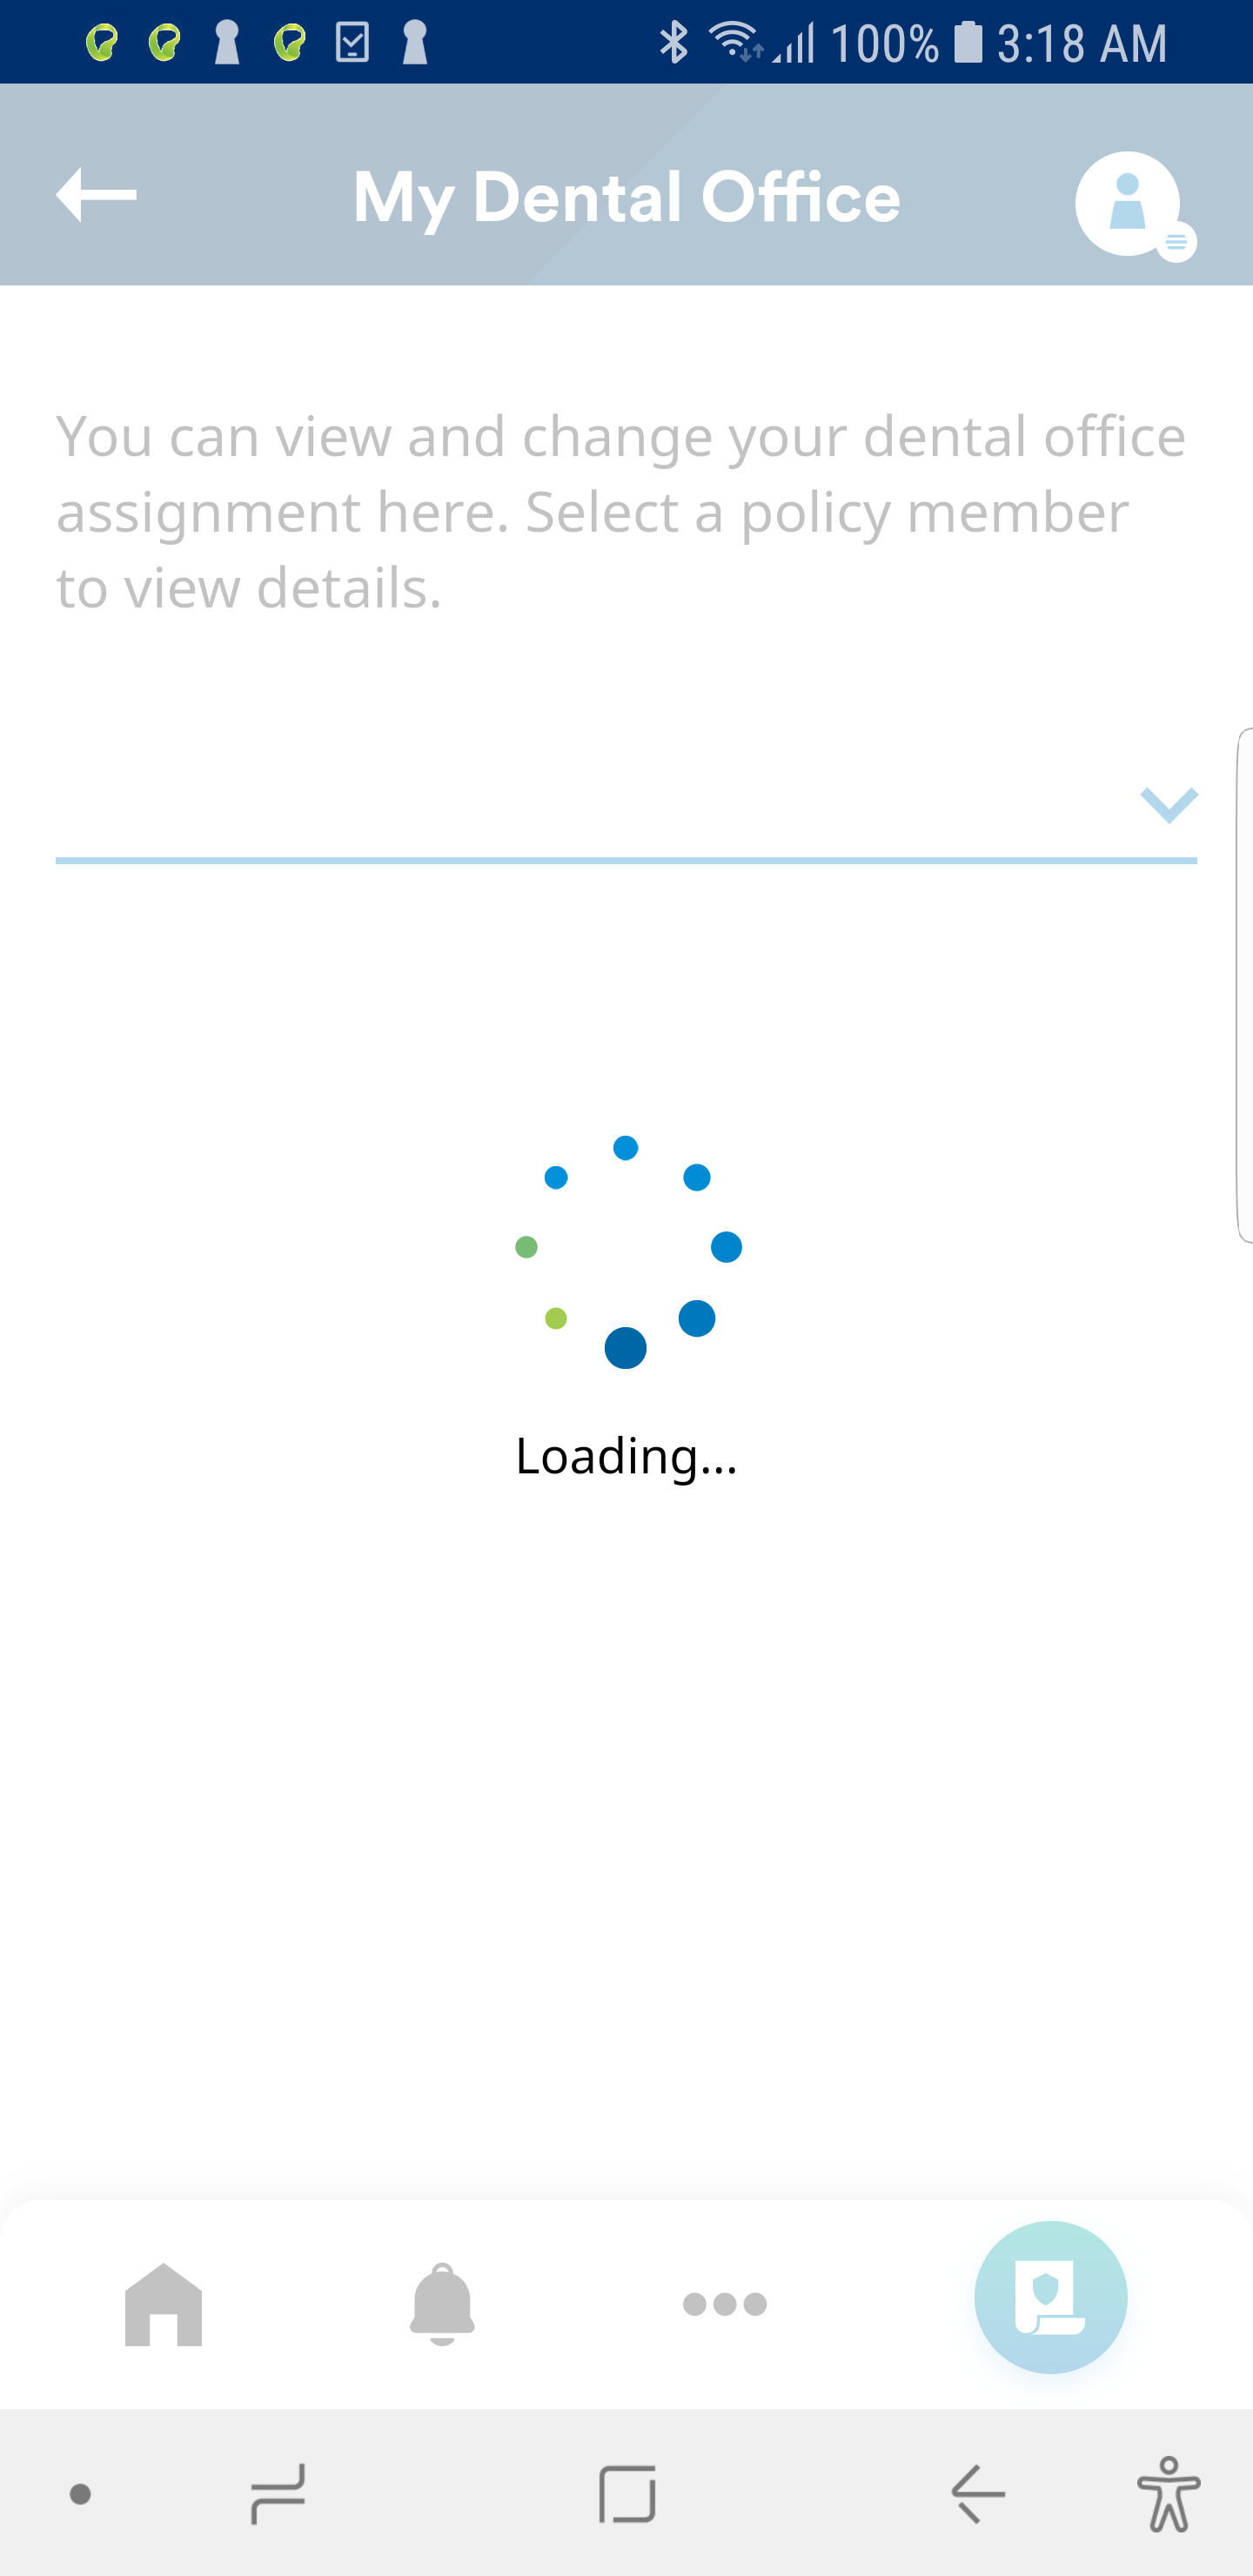 100% 3:18 AM
My Dental Office
You can view and change your dental office
assignment here. Select a policy member
to view details.
Loading...